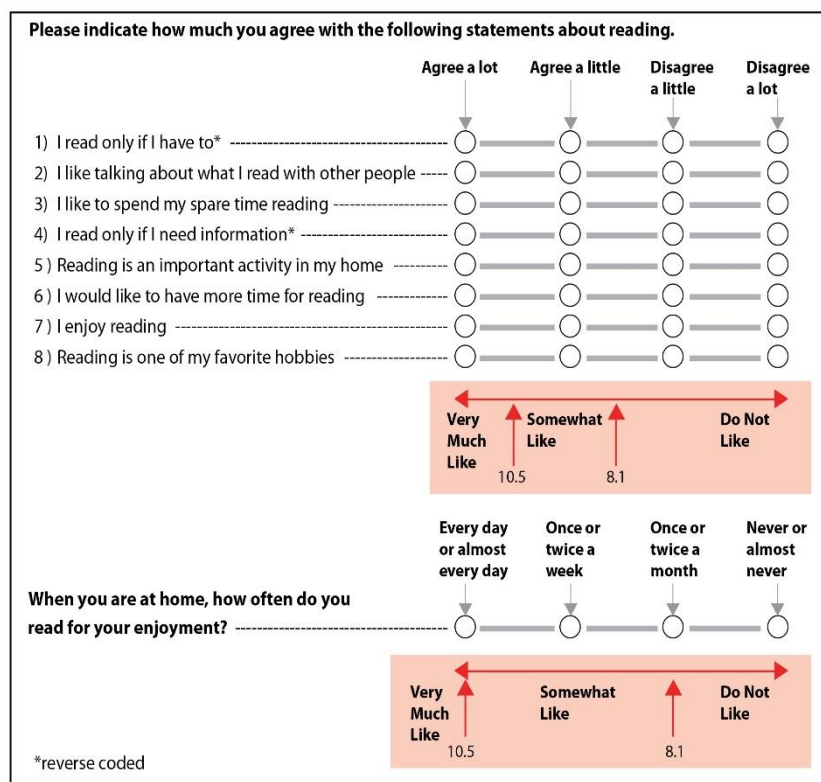 Please indicate how much you agree with the following statements about reading.
Agree a lot Agree a little Disagree a little Disagree a lot
1) I read only if I have to*
2) I like talking about what I read with other people
3) I like to spend my spare time reading
4) I read only if I need information*
5 ) Reading is an important activity in my home
6 ) I would like to have more time for reading
7 ) I enjoy reading
8 ) Reading is one of my favorite hobbies
Very Much Like Somewhat Like Do Not Like
10.5 8.1
Every day or almost every day Once or twice a week Once or twice a month Never or almost never
When you are at home, how often do you
read for your enjoyment?
Very Much Like Somewhat Like Do Not Like
10.5 8.1
*reverse coded